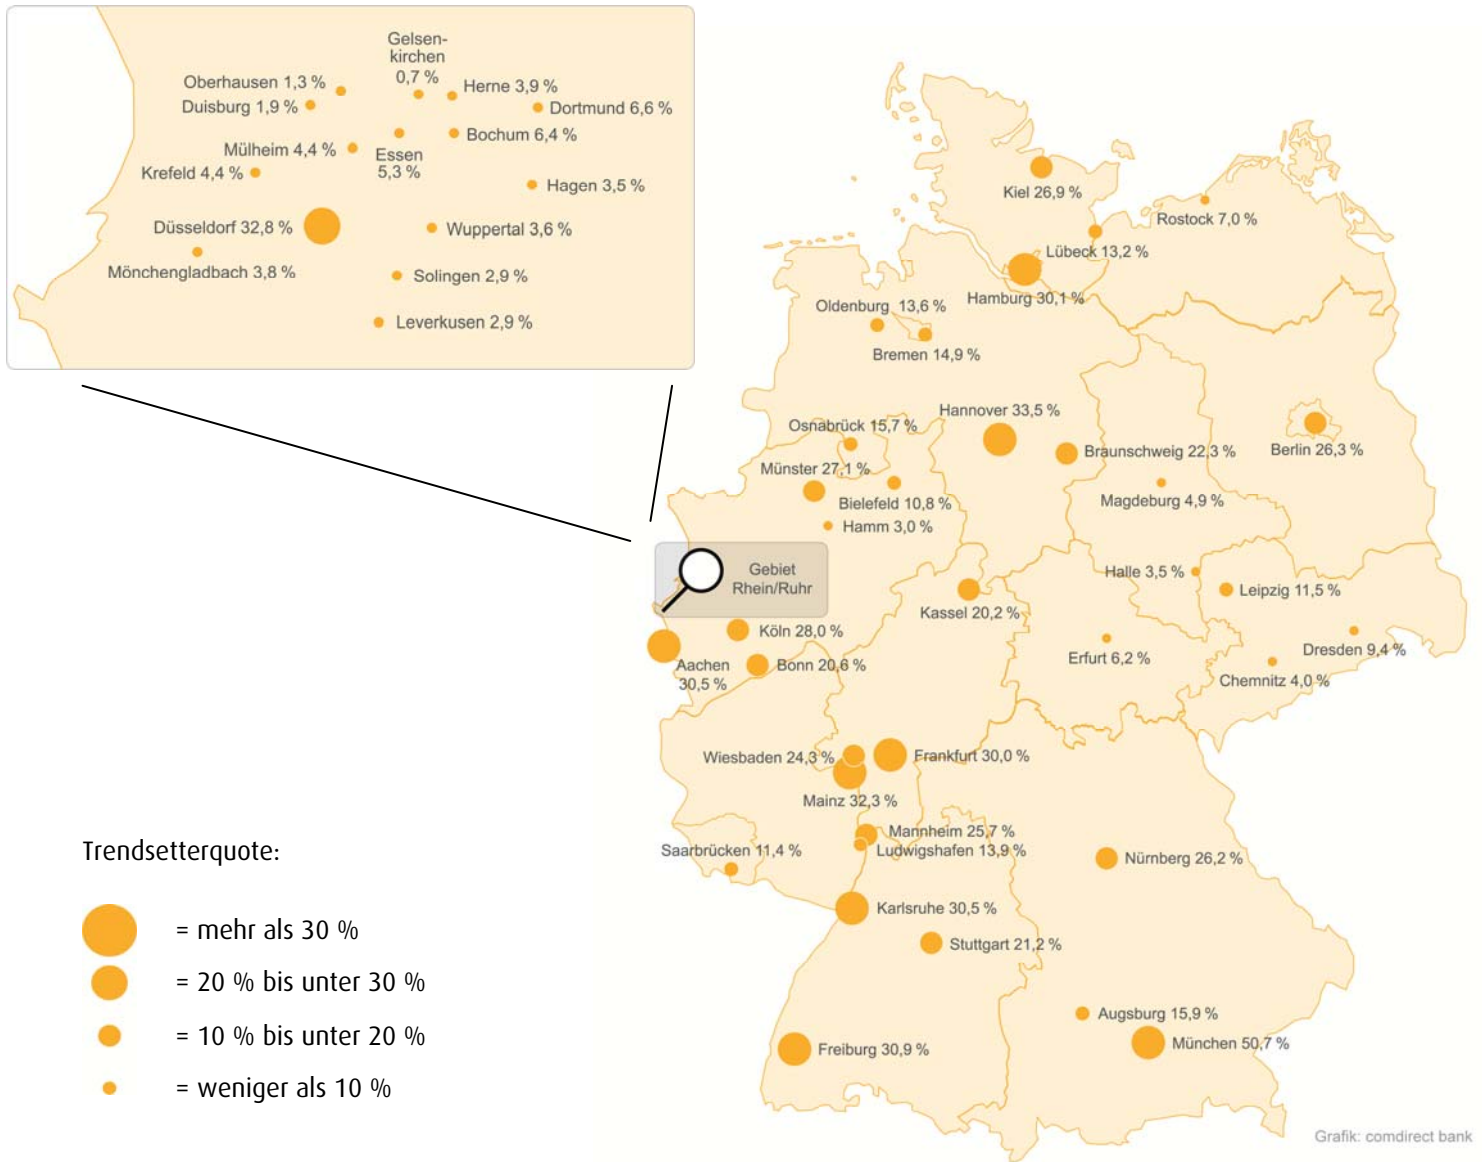 Gelsen-
kirchen
0,7 %
Oberhausen 1,3 %
Herne 3,9 %
Duisburg 1,9 %
Dortmund 6,6 %
Bochum 6,4 %
Mülheim 4,4 %
Essen
5,3 %
Krefeld 4,4 %
Hagen 3,5 %
Düsseldorf 32,8 %
Wuppertal 3,6 %
Mönchengladbach 3,8 %
Solingen 2,9 %
Leverkusen 2,9 %
Kiel 26,9 %
Rostock 7,0 %
Lübeck 13,2 %
Hamburg 30,1 %
Oldenburg 13,6 %
Bremen 14,9 %
Hannover 33,5 %
Osnabrück 15,7 %
Braunschweig 22,3 %
Berlin 26,3 %
Münster 27,1 %
Magdeburg 4,9 %
Bielefeld 10,8 %
Hamm 3,0 %
Gebiet
Rhein/Ruhr
Halle 3,5 %
Leipzig 11,5 %
Kassel 20,2 %
Köln 28,0 %
Dresden 9,4 %
Erfurt 6,2 %
Aachen
30,5 %
Bonn 20,6 %
Chemnitz 4,0 %
Wiesbaden 24,3 %
Frankfurt 30,0 %
Mainz 32,3 %
Mannheim 25,7 %
Ludwigshafen 13,9 %
Saarbrücken 11,4 %
Nürnberg 26,2 %
Karlsruhe 30,5 %
Stuttgart 21,2 %
Augsburg 15,9 %
München 50,7 %
Freiburg 30,9 %
Trendsetterquote:
= mehr als 30 %
= 20 % bis unter 30 %
= 10 % bis unter 20 %
= weniger als 10 %
Grafik: comdirect bank